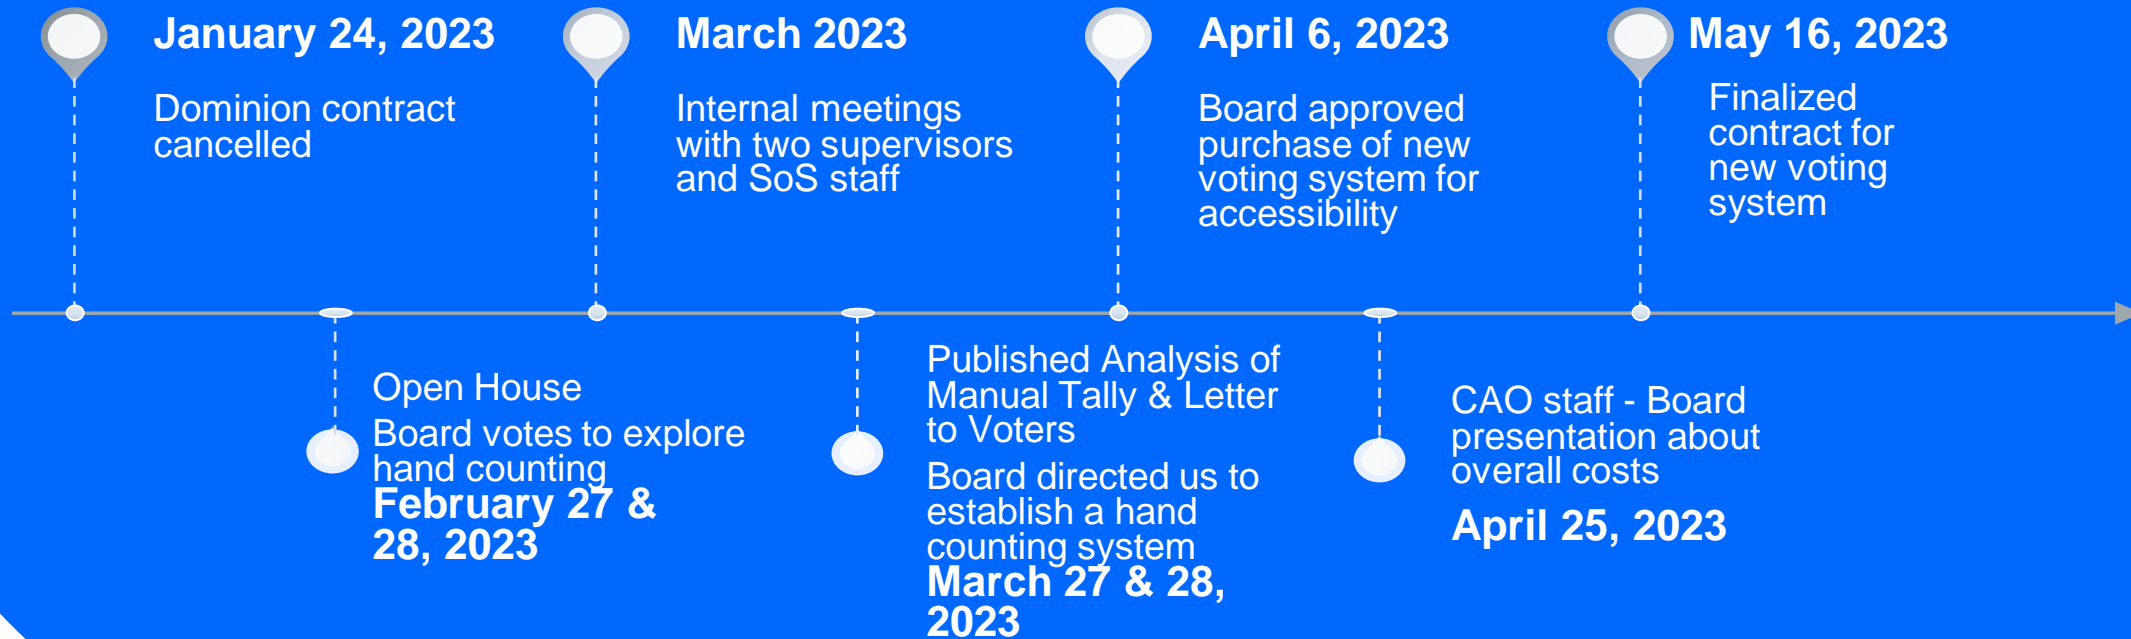 January 24, 2023
Dominion contract
cancelled
March 2023
Internal meetings
with two supervisors
and SoS staff
April 6, 2023
Board approved
purchase of new
voting system for
accessibility
May 16, 2023
Finalized
contract for
new voting
system
Open House
Board votes to explore
hand counting
February 27 &
28, 2023
Published Analysis of
Manual Tally & Letter
to Voters
Board directed us to
establish a hand
counting system
March 27 & 28,
2023
CAO staff - Board
presentation about
overall costs
April 25, 2023